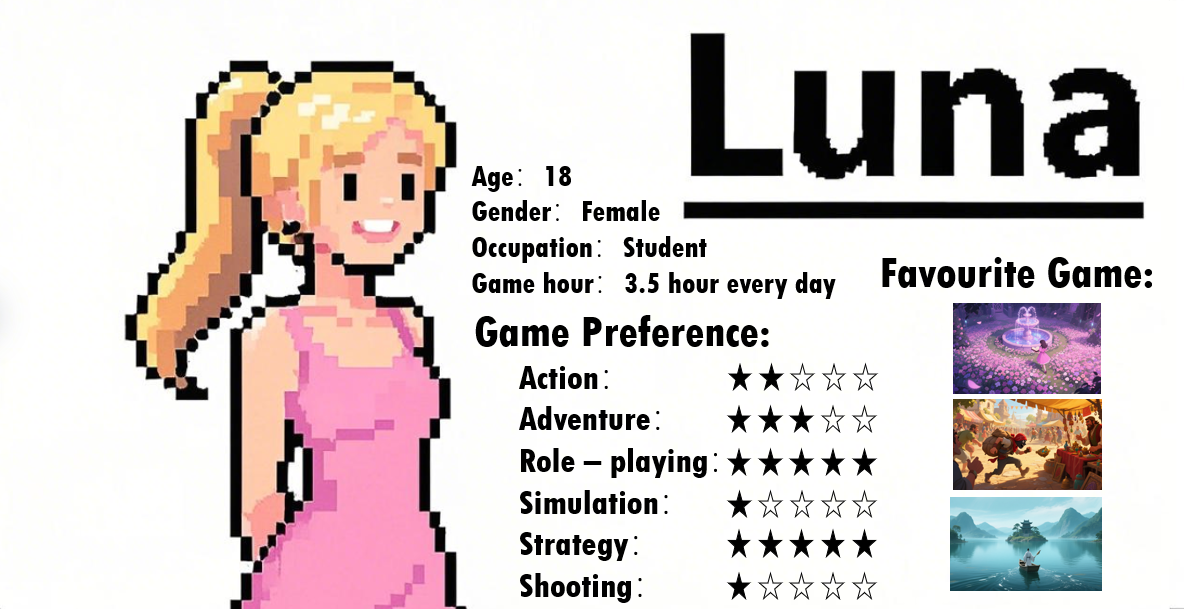 Luna
Age： 18
Gender： Female
Occupation： Student
Game hour： 3.5 hour every day
Favourite Game:
Game Preference:
Action： ★★☆☆☆
Adventure： ★★★☆☆
Role – playing： ★★★★★
Simulation： ★☆☆☆☆
Strategy： ★★★★★
Shooting： ★☆☆☆☆